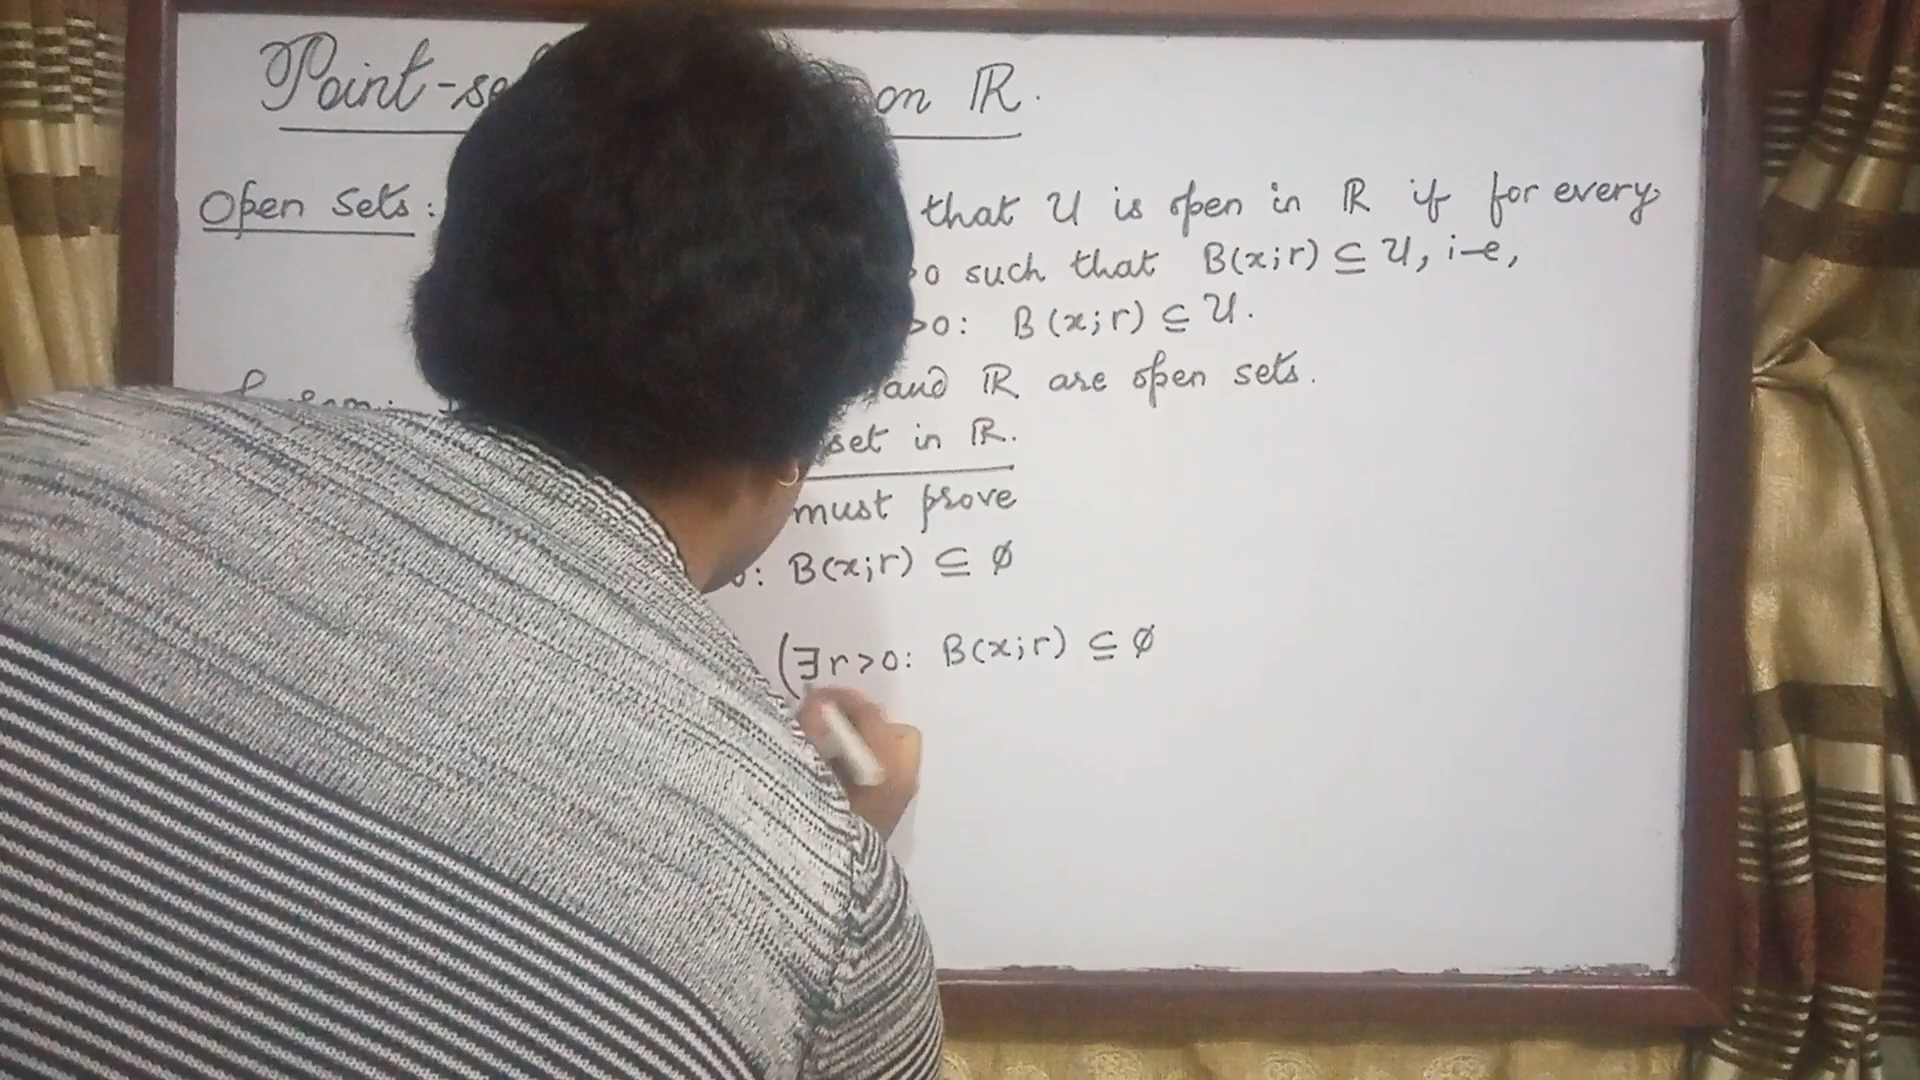 Point-se on ℝ.
Open Sets: that U is open in ℝ if for every
>0 such that B(x;r) ⊆ U, i-e,
>0: B(x;r) ⊆ U.
and ℝ are open sets.
set in ℝ.
must prove
: B(x;r) ⊆ ∅
(∃r>0: B(x;r) ⊆ ∅